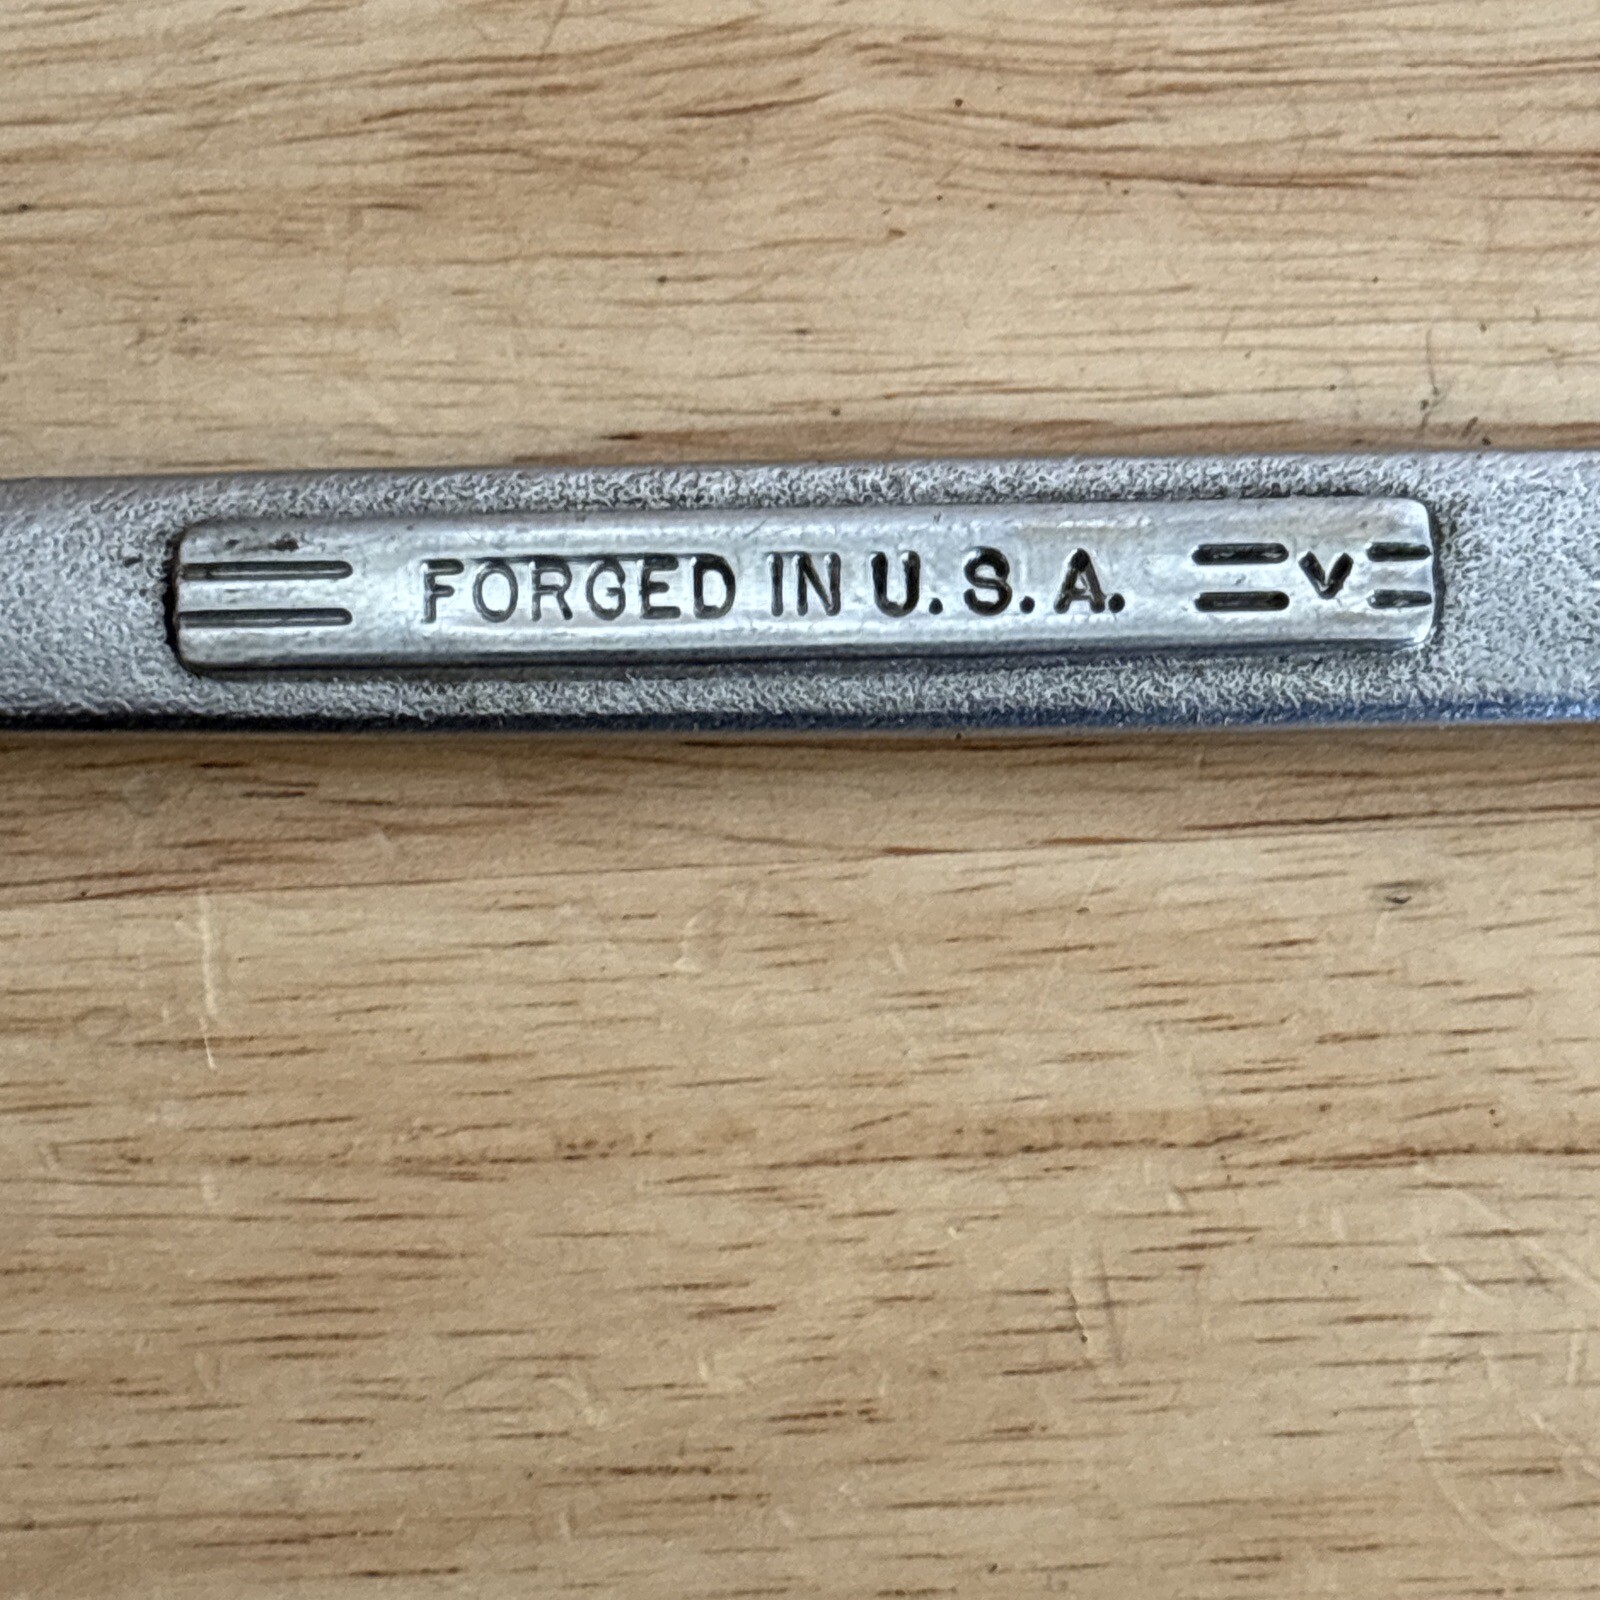 FORGED IN U.S.A. = V =